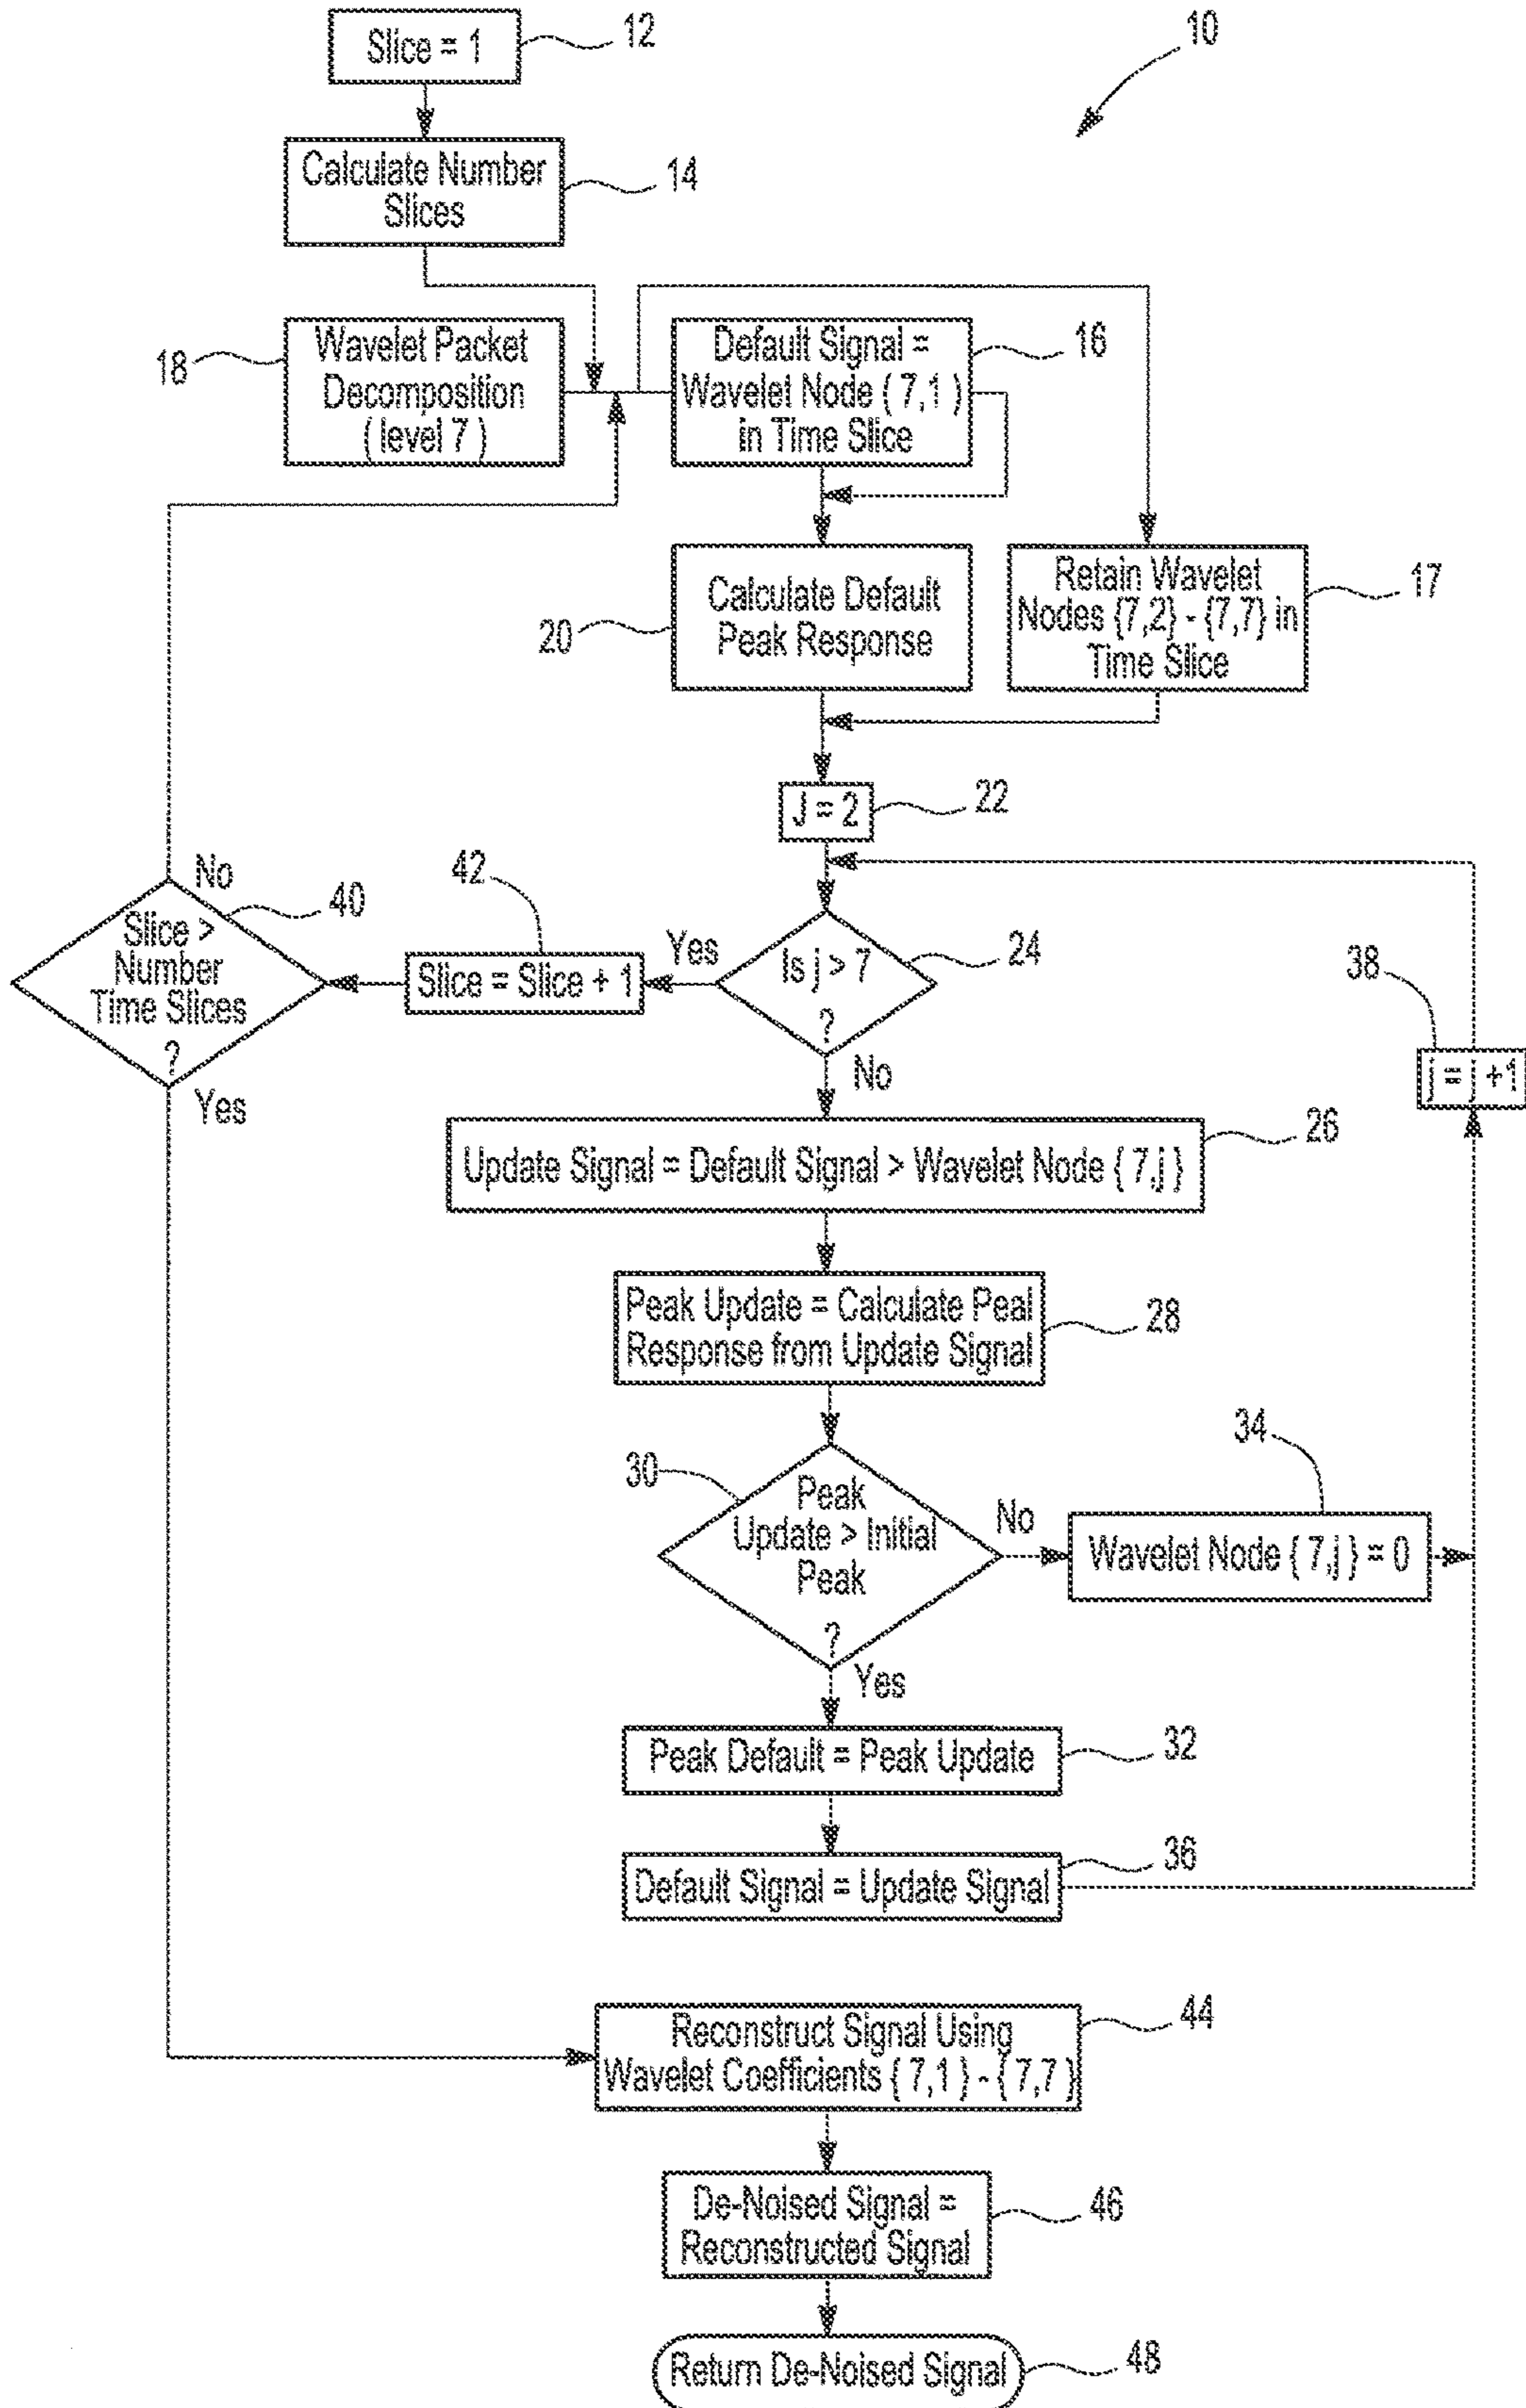 Slice = 1
12
10
Calculate Number
Slices
14
18
Wavelet Packet
Decomposition
( level 7 )
Default Signal =
Wavelet Node ( 7,1 )
in Time Slice
16
20
Calculate Default
Peak Response
Retain Wavelet
Nodes {7,2} - {7,7} in
Time Slice
17
J = 2
22
No
40
Slice >
Number
Time Slices
?
Yes
42
Slice = Slice + 1
Yes
Is j > 7
?
24
No
38
j = j +1
Update Signal = Default Signal > Wavelet Node { 7,j }
26
Peak Update = Calculate Peal
Response from Update Signal
28
30
Peak
Update > Initial
Peak
?
No
34
Wavelet Node { 7,j } = 0
Yes
Peak Default = Peak Update
32
Default Signal = Update Signal
36
Reconstruct Signal Using
Wavelet Coefficients { 7,1 } - { 7,7 }
44
De-Noised Signal =
Reconstructed Signal
46
Return De-Noised Signal
48